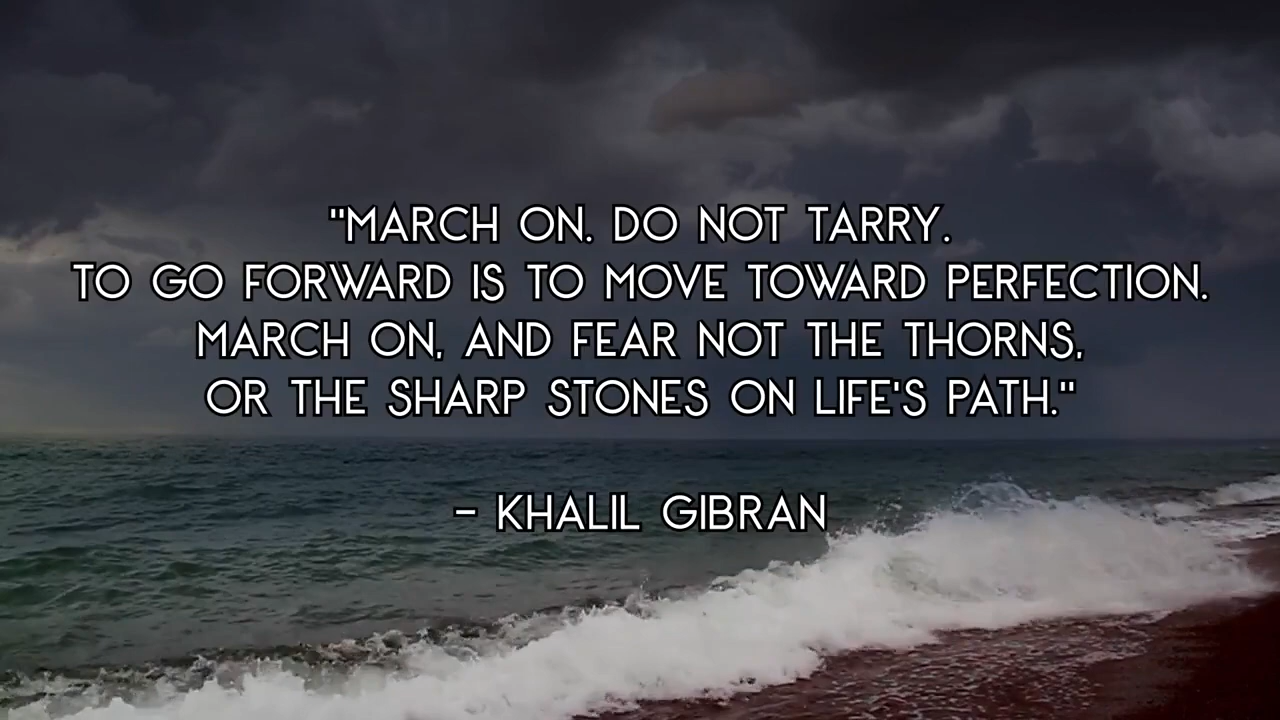 "MARCH ON. DO NOT TARRY.
TO GO FORWARD IS TO MOVE TOWARD PERFECTION.
MARCH ON, AND FEAR NOT THE THORNS,
OR THE SHARP STONES ON LIFE'S PATH."
- KHALIL GIBRAN